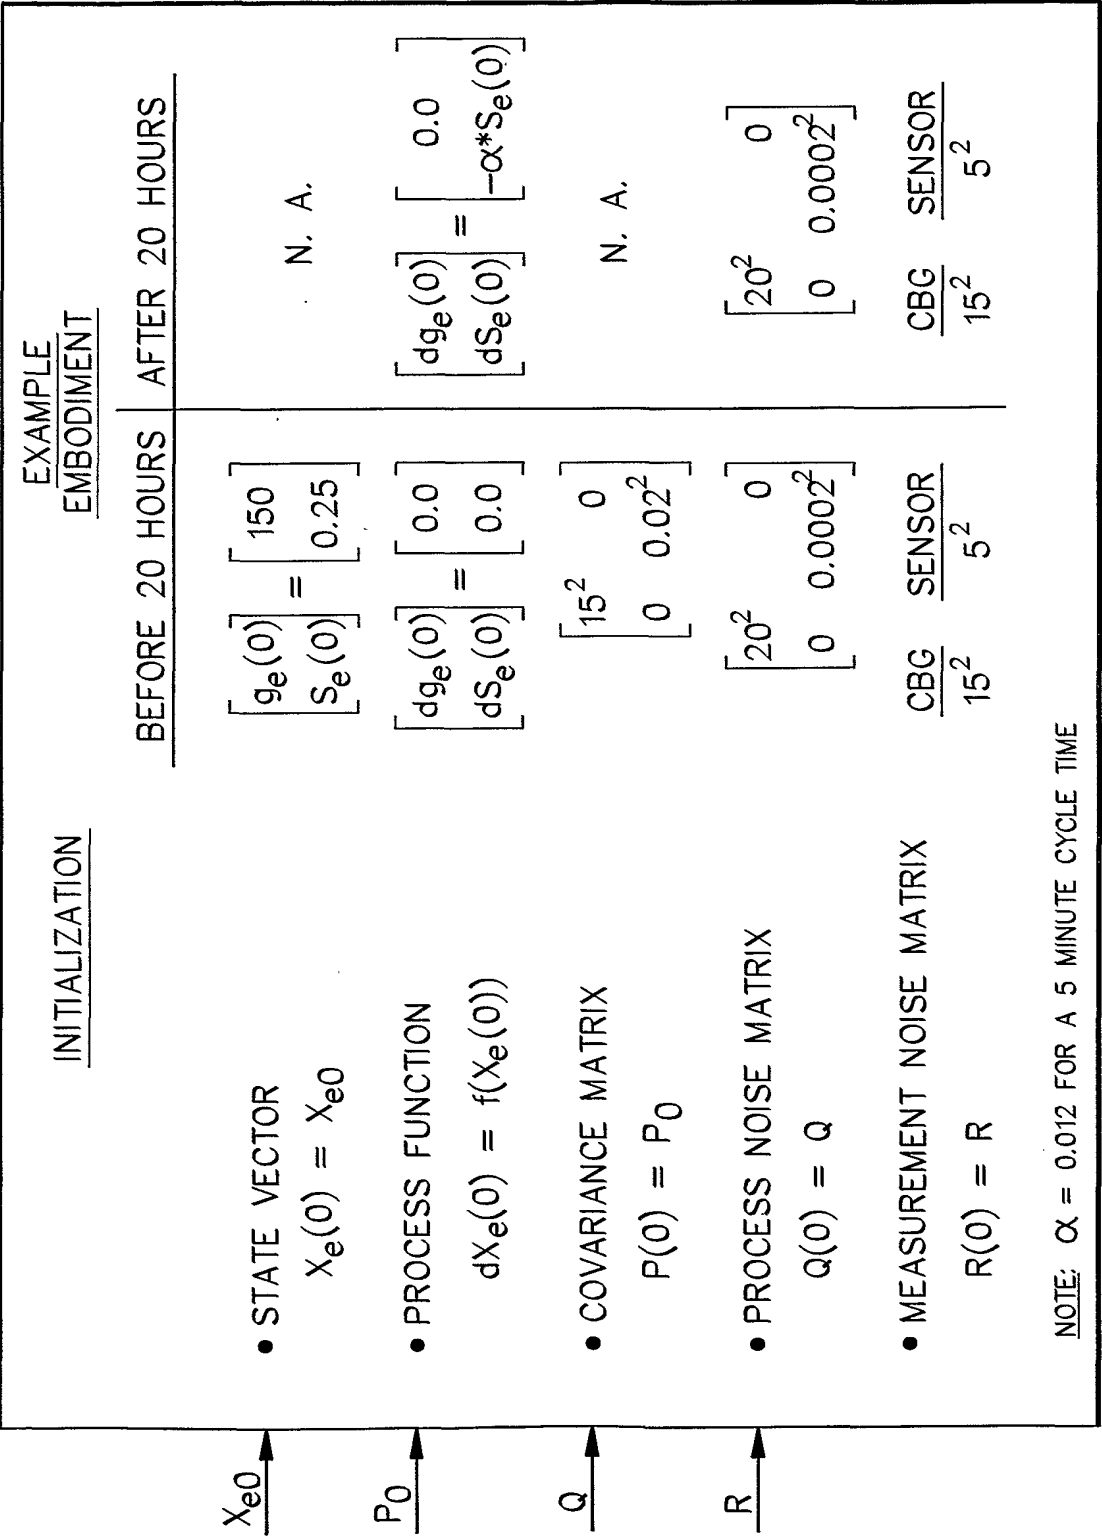 INITIALIZATION
EXAMPLE
EMBODIMENT
BEFORE 20 HOURS AFTER 20 HOURS
X_e0
• STATE VECTOR
X_e(0) = X_e0
[g_e(0) S_e(0)] = [150 0.25]
N. A.
P_0
• PROCESS FUNCTION
dX_e(0) = f(X_e(0))
[dg_e(0) dS_e(0)] = [0.0 0.0]
[dg_e(0) dS_e(0)] = [0.0 -α*S_e(0)]
Q
• COVARIANCE MATRIX
P(0) = P_0
[15² 0
0 0.02²]
N. A.
R
• PROCESS NOISE MATRIX
Q(0) = Q
[20² 0
0 0.0002²]
[20² 0
0 0.0002²]
• MEASUREMENT NOISE MATRIX
R(0) = R
CBG SENSOR
15² 5²
CBG SENSOR
15² 5²
NOTE: α = 0.012 FOR A 5 MINUTE CYCLE TIME